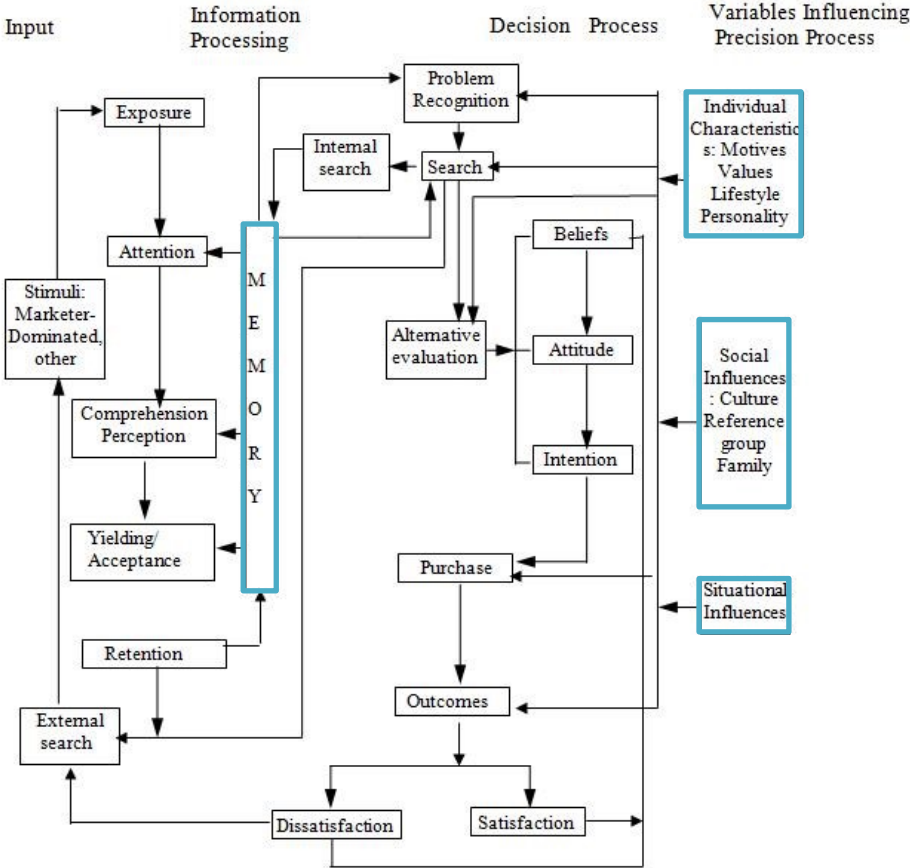 Input
Information
Processing
Decision Process
Variables Influencing
Precision Process
Exposure
Attention
Stimuli:
Marketer-
Dominated,
other
Comprehension
Perception
Yielding/
Acceptance
Retention
External
search
Internal
search
M
E
M
O
R
Y
Problem
Recognition
Search
Alternative
evaluation
Beliefs
Attitude
Intention
Purchase
Outcomes
Dissatisfaction
Satisfaction
Individual
Characteristic
s: Motives
Values
Lifestyle
Personality
Social
Influences
: Culture
Reference
group
Family
Situational
Influences